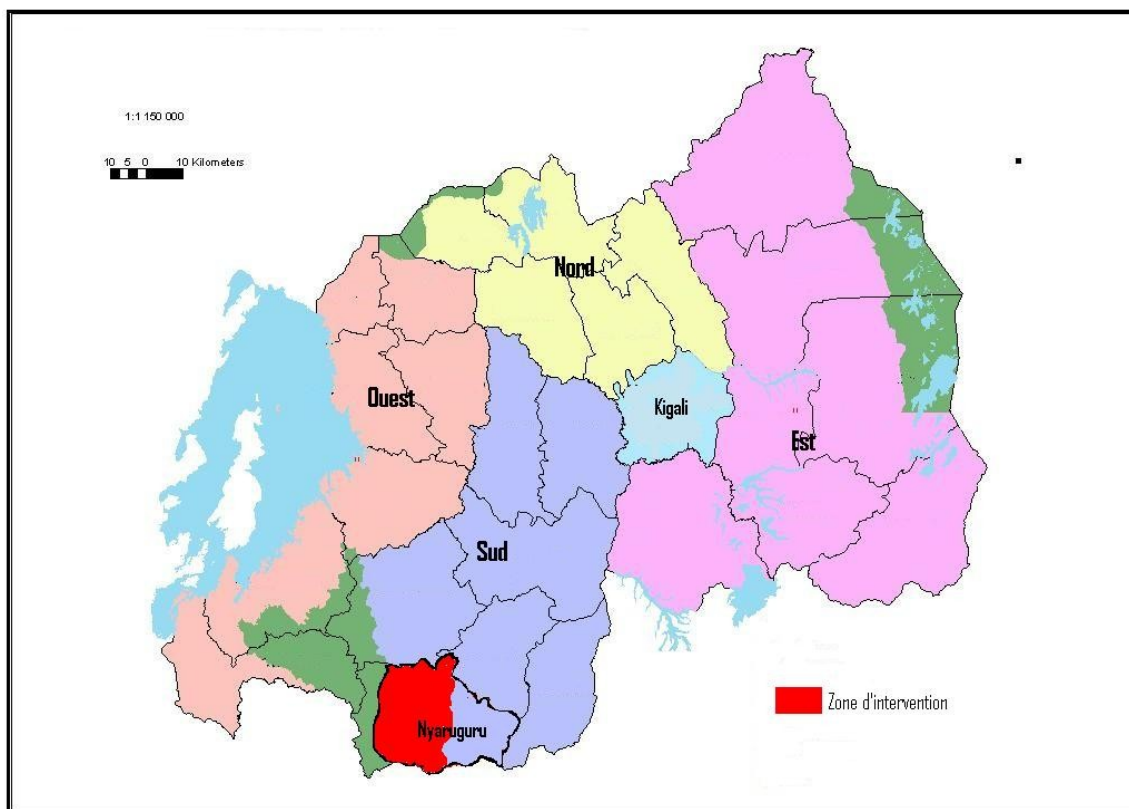 1:1 150 000
10 5 0 10 Kilometers
Nord
Ouest
Kigali
Est
Sud
Nyaruguru
Zone d'intervention